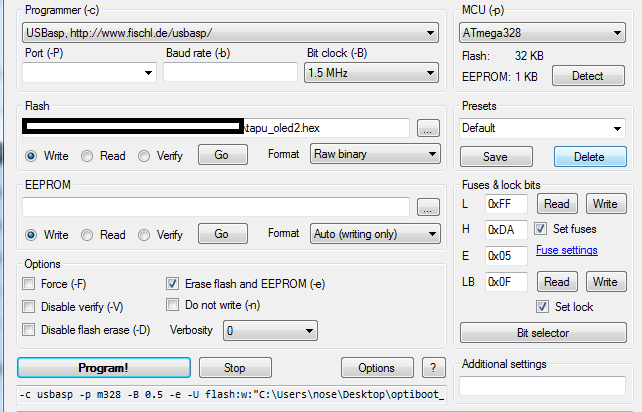 Programmer (-c)
USBasp, http://www.fischl.de/usbasp/
Port (-P)
Baud rate (-b)
Bit clock (-B)
1.5 MHz
MCU (-p)
ATmega328
Flash: 32 KB
EEPROM: 1 KB
Detect
Flash
tapu_oled2.hex
...
Write
Read
Verify
Go
Format
Raw binary
Presets
Default
Save
Delete
EEPROM
...
Write
Read
Verify
Go
Format
Auto (writing only)
Fuses & lock bits
L 0xFF Read Write
H 0xDA Set fuses
E 0x05 Fuse settings
LB 0x0F Read Write
Set lock
Bit selector
Options
Force (-F)
Erase flash and EEPROM (-e)
Disable verify (-V)
Do not write (-n)
Disable flash erase (-D)
Verbosity 0
Program!
Stop
Options
?
Additional settings
-c usbasp -p m328 -B 0.5 -e -U flash:w:"C:\Users\nose\Desktop\optiboot_